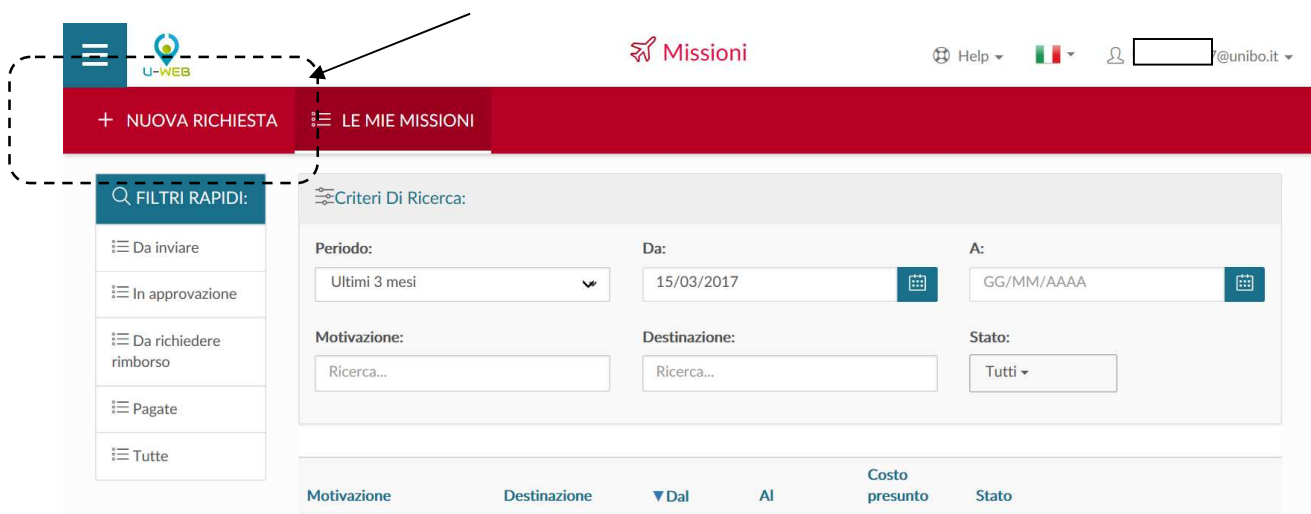 U-WEB
Missioni
Help
@unibo.it
+ NUOVA RICHIESTA
LE MIE MISSIONI
FILTRI RAPIDI:
Da inviare
In approvazione
Da richiedere
rimborso
Pagate
Tutte
Criteri Di Ricerca:
Periodo:
Da:
A:
Ultimi 3 mesi
15/03/2017
GG/MM/AAAA
Motivazione:
Destinazione:
Stato:
Ricerca...
Ricerca...
Tutti
Motivazione
Destinazione
▼Dal
Al
Costo
presunto
Stato